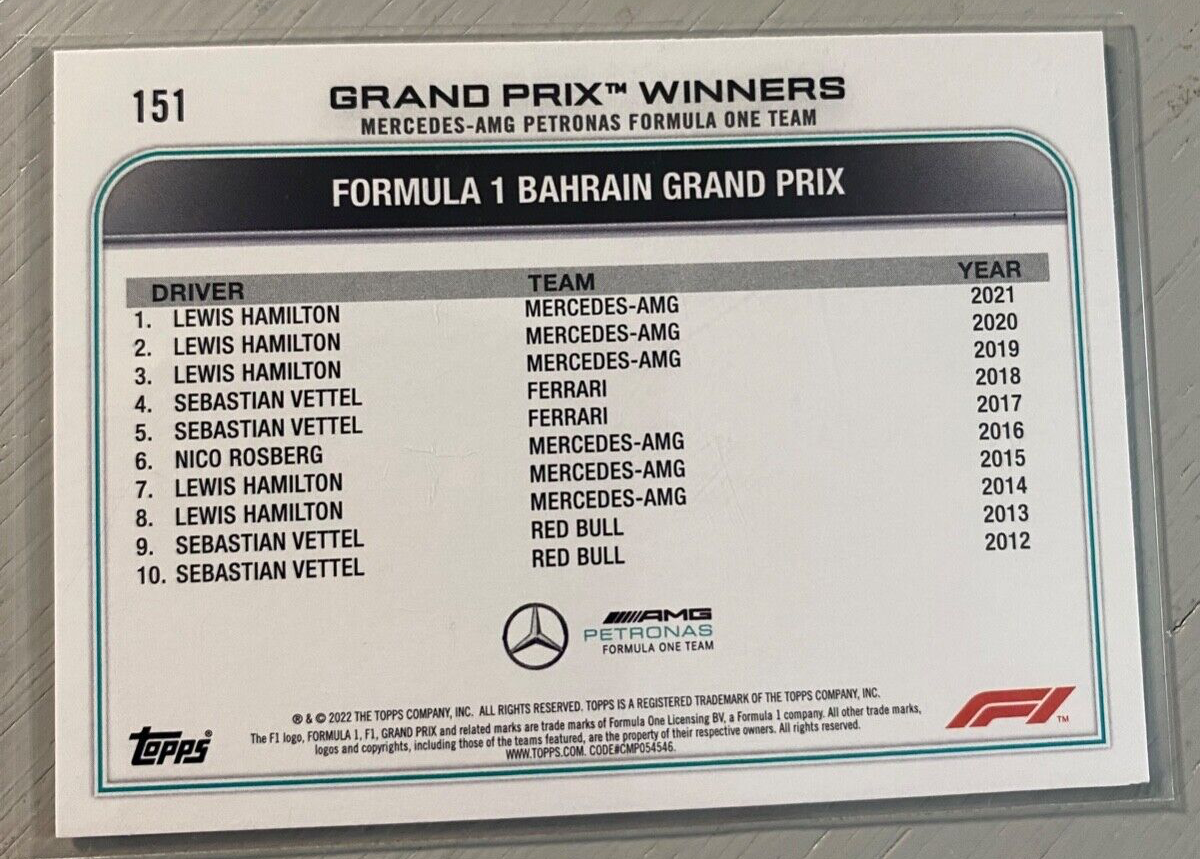 151
GRAND PRIX™ WINNERS
MERCEDES-AMG PETRONAS FORMULA ONE TEAM
FORMULA 1 BAHRAIN GRAND PRIX
DRIVER TEAM YEAR
1. LEWIS HAMILTON MERCEDES-AMG 2021
2. LEWIS HAMILTON MERCEDES-AMG 2020
3. LEWIS HAMILTON MERCEDES-AMG 2019
4. SEBASTIAN VETTEL FERRARI 2018
5. SEBASTIAN VETTEL FERRARI 2017
6. NICO ROSBERG MERCEDES-AMG 2016
7. LEWIS HAMILTON MERCEDES-AMG 2015
8. LEWIS HAMILTON MERCEDES-AMG 2014
9. SEBASTIAN VETTEL RED BULL 2013
10. SEBASTIAN VETTEL RED BULL 2012
AMG
PETRONAS
FORMULA ONE TEAM
® & © 2022 THE TOPPS COMPANY, INC. ALL RIGHTS RESERVED. TOPPS IS A REGISTERED TRADEMARK OF THE TOPPS COMPANY, INC.
The F1 logo, FORMULA 1, F1, GRAND PRIX and related marks are trade marks of Formula One Licensing BV, a Formula 1 company. All other trade marks,
logos and copyrights, including those of the teams featured, are the property of their respective owners. All rights reserved.
WWW.TOPPS.COM. CODE#CMP054546.
topps®
F1™